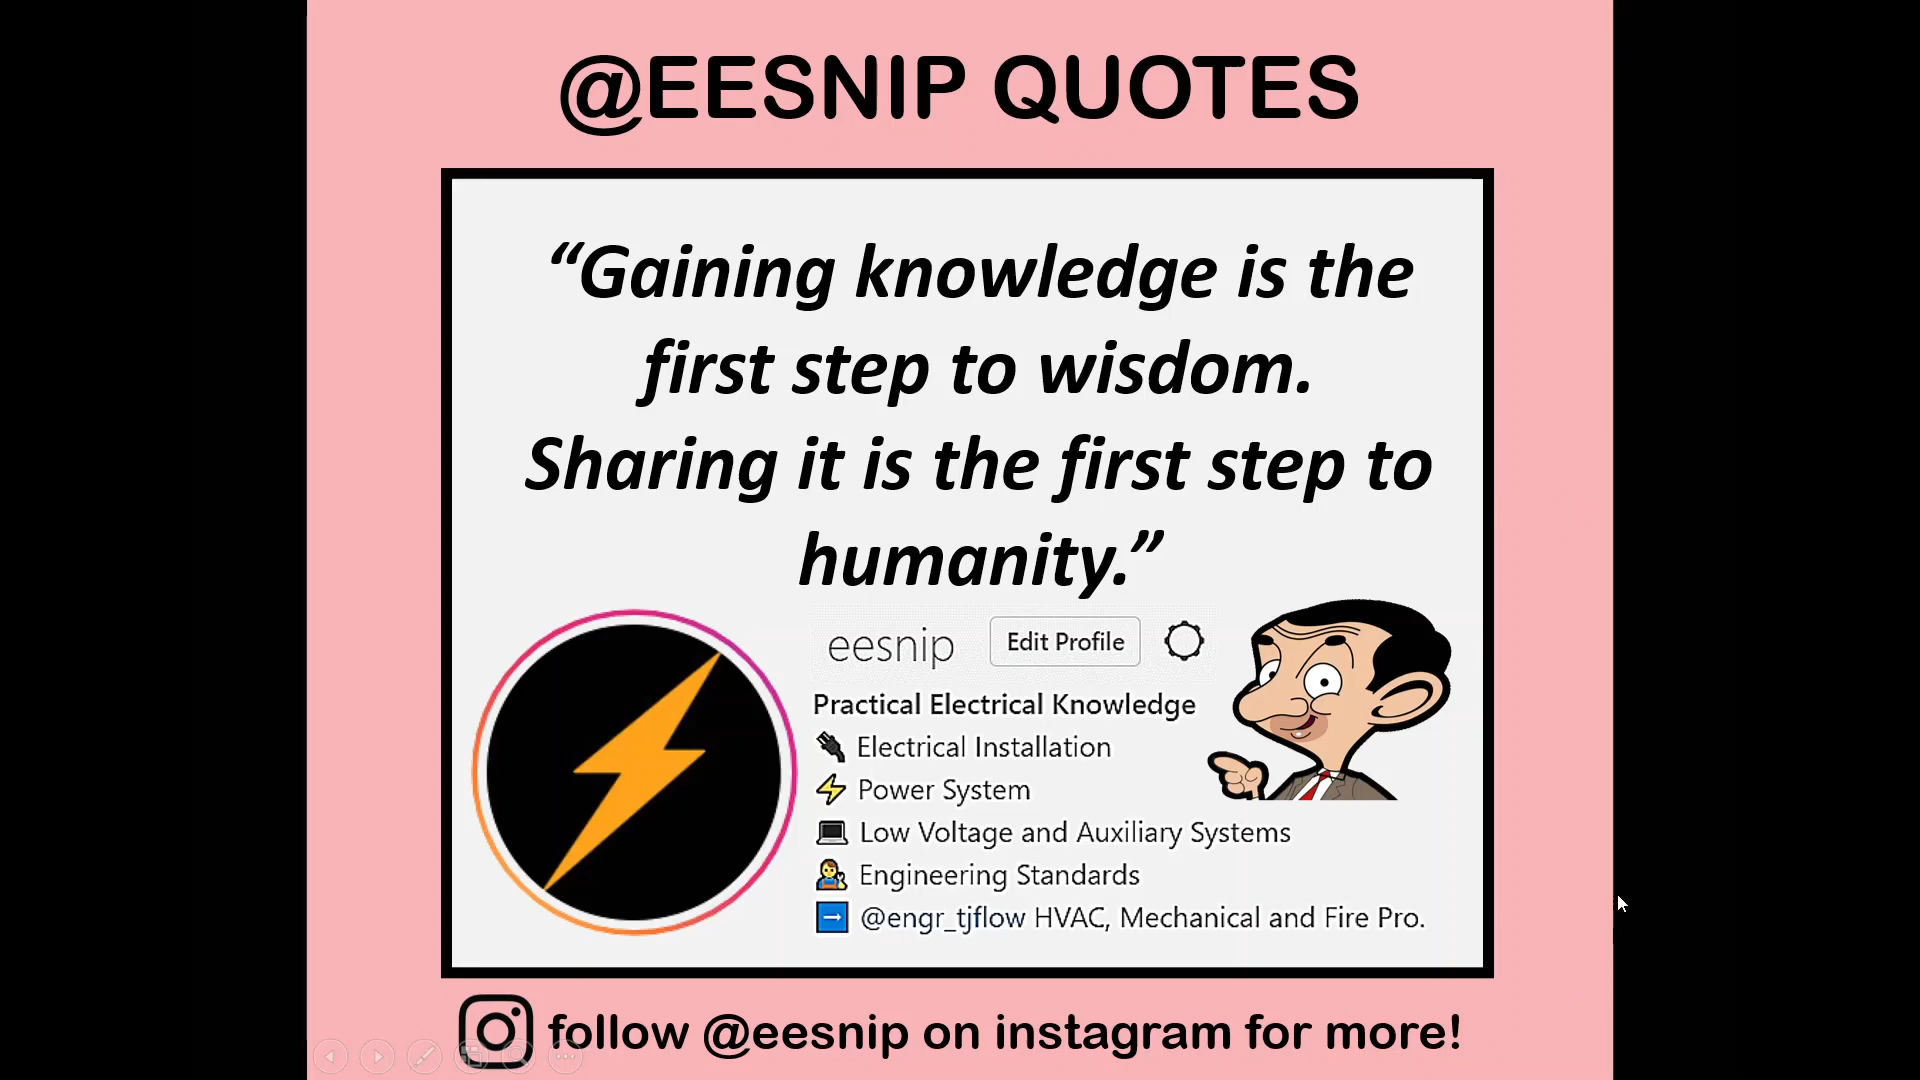 @EESNIP QUOTES
“Gaining knowledge is the
first step to wisdom.
Sharing it is the first step to
humanity.”
eesnip Edit Profile
Practical Electrical Knowledge
Electrical Installation
Power System
Low Voltage and Auxiliary Systems
Engineering Standards
@engr_tjflow HVAC, Mechanical and Fire Pro.
follow @eesnip on instagram for more!